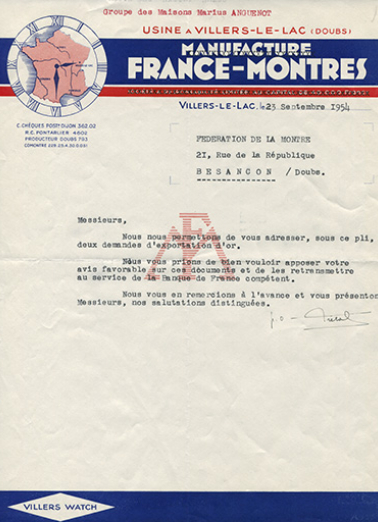 Groupe des Maisons Marius ANGUENOT
USINE A VILLERS-LE-LAC (DOUBS)
MANUFACTURE
FRANCE-MONTRES
VILLERS-LE-LAC, le 23 Septembre 1954
C. CHÈQUES POST. DIJON 362.02
R.C. PONTARLIER 4602
PRODUCTEUR DOUBS 723
FEDERATION DE LA MONTRE
21, Rue de la République
BESANCON /Doubs.
Messieurs,
Nous nous permettons de vous adresser, sous ce pli,
deux demandes d'exportation d'or.
Nous vous prions de bien vouloir apposer votre
avis favorable sur ces documents et de les retransmettre
au service de la Banque de France compétent.
Nous vous en remercions à l'avance et vous présentons
Messieurs, nos salutations distinguées.
VILLERS WATCH